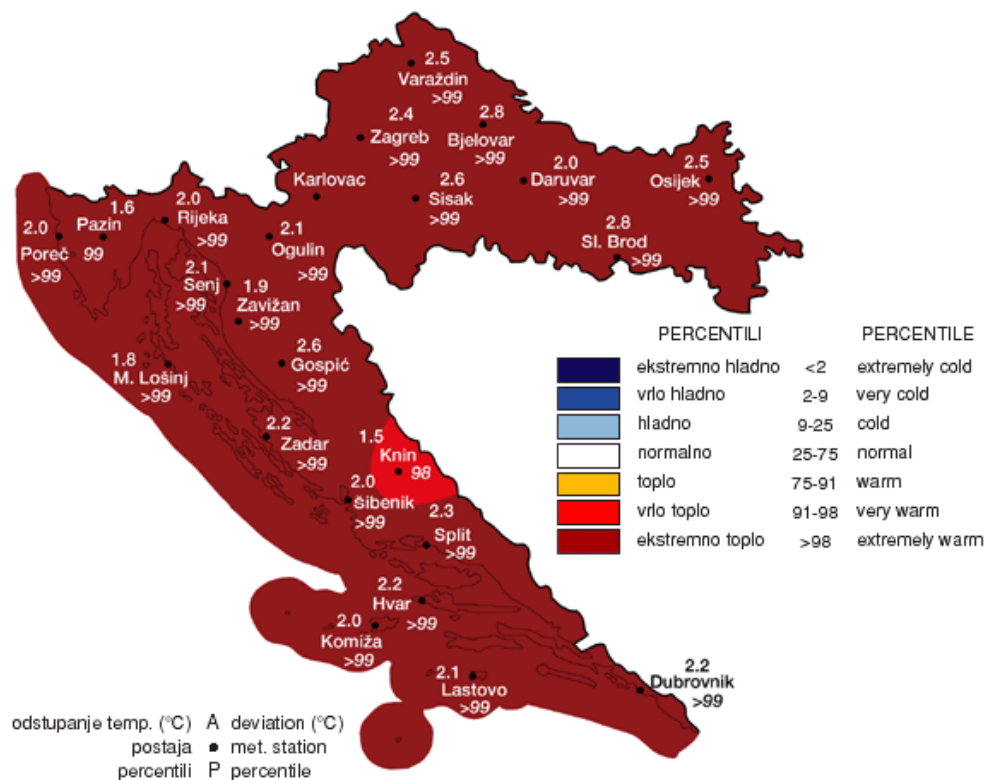 2.5
Varaždin
>99
2.4
Zagreb
>99
2.8
Bjelovar
>99
Karlovac
2.6
Sisak
>99
2.0
Daruvar
>99
2.5
Osijek
>99
2.8
Sl. Brod
>99
2.0
Poreč
>99
1.6
Pazin
99
2.0
Rijeka
>99
2.1
Ogulin
>99
2.1
Senj
>99
1.9
Zavižan
>99
1.8
M. Lošinj
>99
2.6
Gospić
>99
2.2
Zadar
>99
1.5
Knin
98
2.0
šibenik
>99
2.3
Split
>99
2.2
Hvar
>99
2.0
Komiža
>99
2.1
Lastovo
>99
2.2
Dubrovnik
>99
PERCENTILI PERCENTILE
ekstremno hladno <2 extremely cold
vrlo hladno 2-9 very cold
hladno 9-25 cold
normalno 25-75 normal
toplo 75-91 warm
vrlo toplo 91-98 very warm
ekstremno toplo >98 extremely warm
odstupanje temp. (°C) A deviation (°C)
postaja ● met. station
percentili P percentile